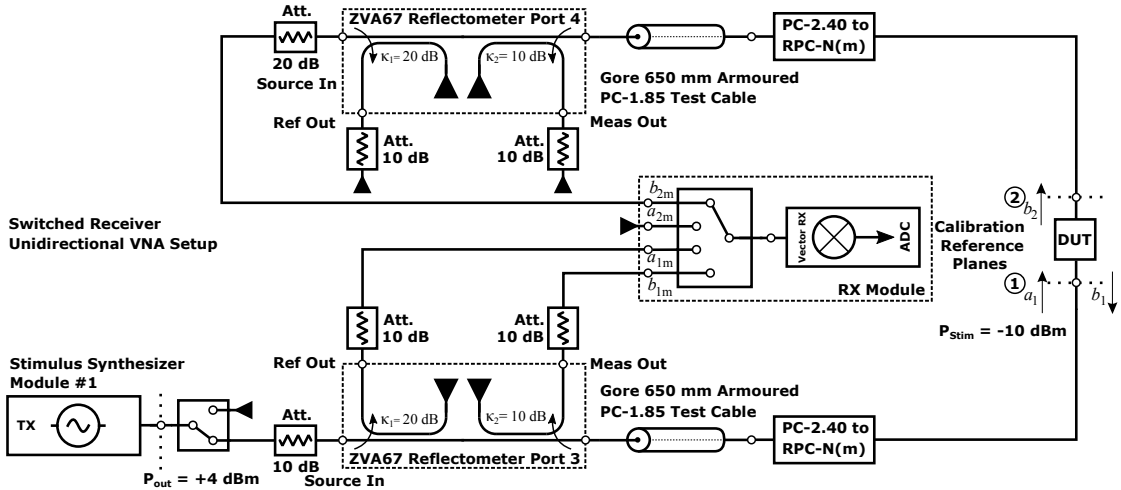 ZVA67 Reflectometer Port 4
Att.
20 dB
Source In
κ₁= 20 dB
κ₂= 10 dB
PC-2.40 to
RPC-N(m)
Gore 650 mm Armoured
PC-1.85 Test Cable
Ref Out
Meas Out
Att.
10 dB
Att.
10 dB
Switched Receiver
Unidirectional VNA Setup
b₂ₘ
a₂ₘ
a₁ₘ
b₁ₘ
Vector RX
ADC
RX Module
Calibration
Reference
Planes
2
b₂
DUT
1
a₁
b₁
P_Stim = -10 dBm
Att.
10 dB
Att.
10 dB
Ref Out
Meas Out
Stimulus Synthesizer
Module #1
TX
P_out = +4 dBm
Att.
10 dB
Source In
κ₁= 20 dB
κ₂= 10 dB
ZVA67 Reflectometer Port 3
Gore 650 mm Armoured
PC-1.85 Test Cable
PC-2.40 to
RPC-N(m)